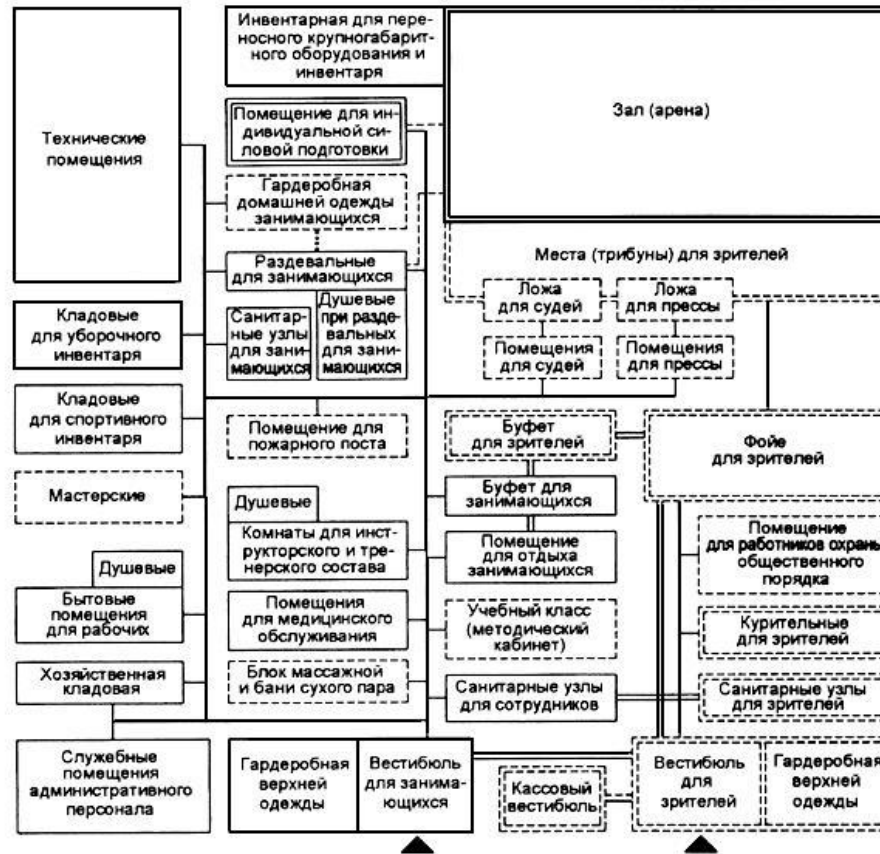 Инвентарная для пере-
носного крупногабарит-
ного оборудования и
инвентаря
Зал (арена)
Технические
помещения
Помещение для ин-
дивидуальной си-
ловой подготовки
Гардеробная
домашней одежды
занимающихся
Места (трибуны) для зрителей
Раздевальные
для занимающихся
Ложа
для судей
Ложа
для прессы
Кладовые
для уборочного
инвентаря
Санитар-
ные узлы
для зани-
мающихся
Душевые
при разде-
вальных
для зани-
мающихся
Помещения
для судей
Помещения
для прессы
Кладовые
для спортивного
инвентаря
Помещение для
пожарного поста
Буфет
для зрителей
Фойе
для зрителей
Мастерские
Буфет для
занимающихся
Душевые
Комнаты для инст-
рукторского и тре-
нерского состава
Помещение
для отдыха
занимающихся
Помещение
для работников охраны
общественного
порядка
Душевые
Бытовые
помещения
для рабочих
Помещения
для медицинского
обслуживания
Учебный класс
(методический
кабинет)
Курительные
для зрителей
Хозяйственная
кладовая
Блок массажной
и бани сухого пара
Санитарные узлы
для сотрудников
Санитарные узлы
для зрителей
Служебные
помещения
административного
персонала
Гардеробная
верхней
одежды
Вестибюль
для занима-
ющихся
Кассовый
вестибюль
Вестибюль
для
зрителей
Гардеробная
верхней
одежды